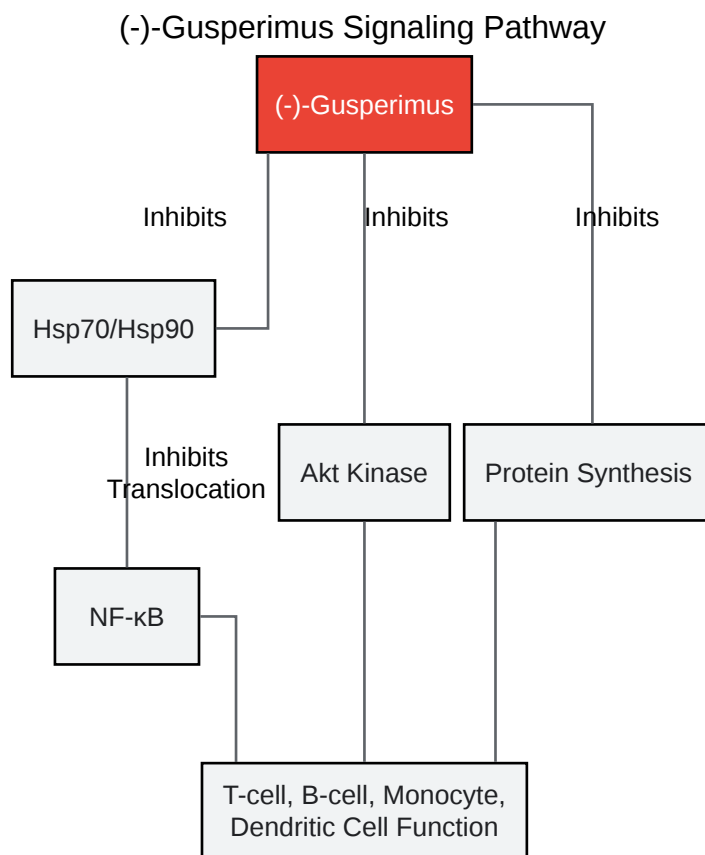 (-)-Gusperimus Signaling Pathway
(-)-Gusperimus
Inhibits
Inhibits
Inhibits
Hsp70/Hsp90
Inhibits
Translocation
Akt Kinase
Protein Synthesis
NF-κB
T-cell, B-cell, Monocyte,
Dendritic Cell Function